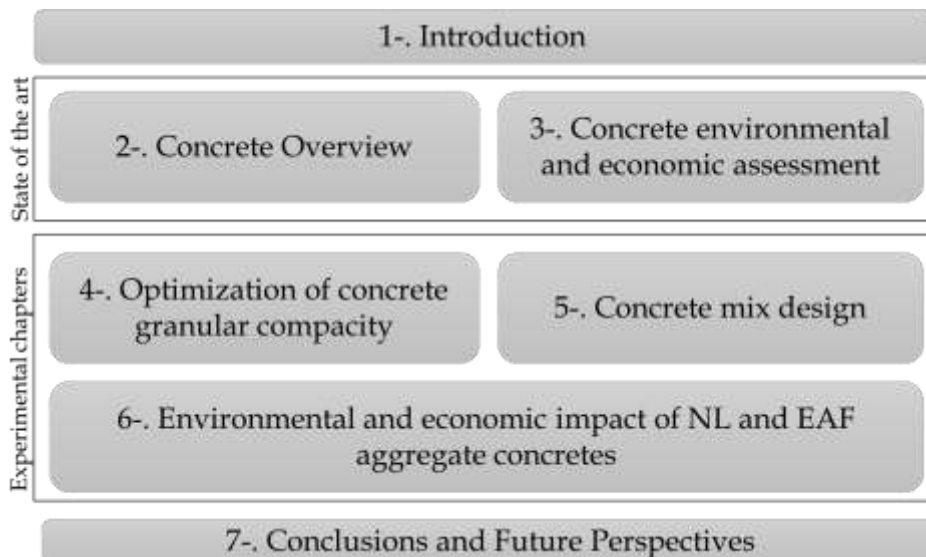 1-. Introduction
State of the art
2-. Concrete Overview
3-. Concrete environmental
and economic assessment
Experimental chapters
4-. Optimization of concrete
granular compacity
5-. Concrete mix design
6-. Environmental and economic impact of NL and EAF
aggregate concretes
7-. Conclusions and Future Perspectives